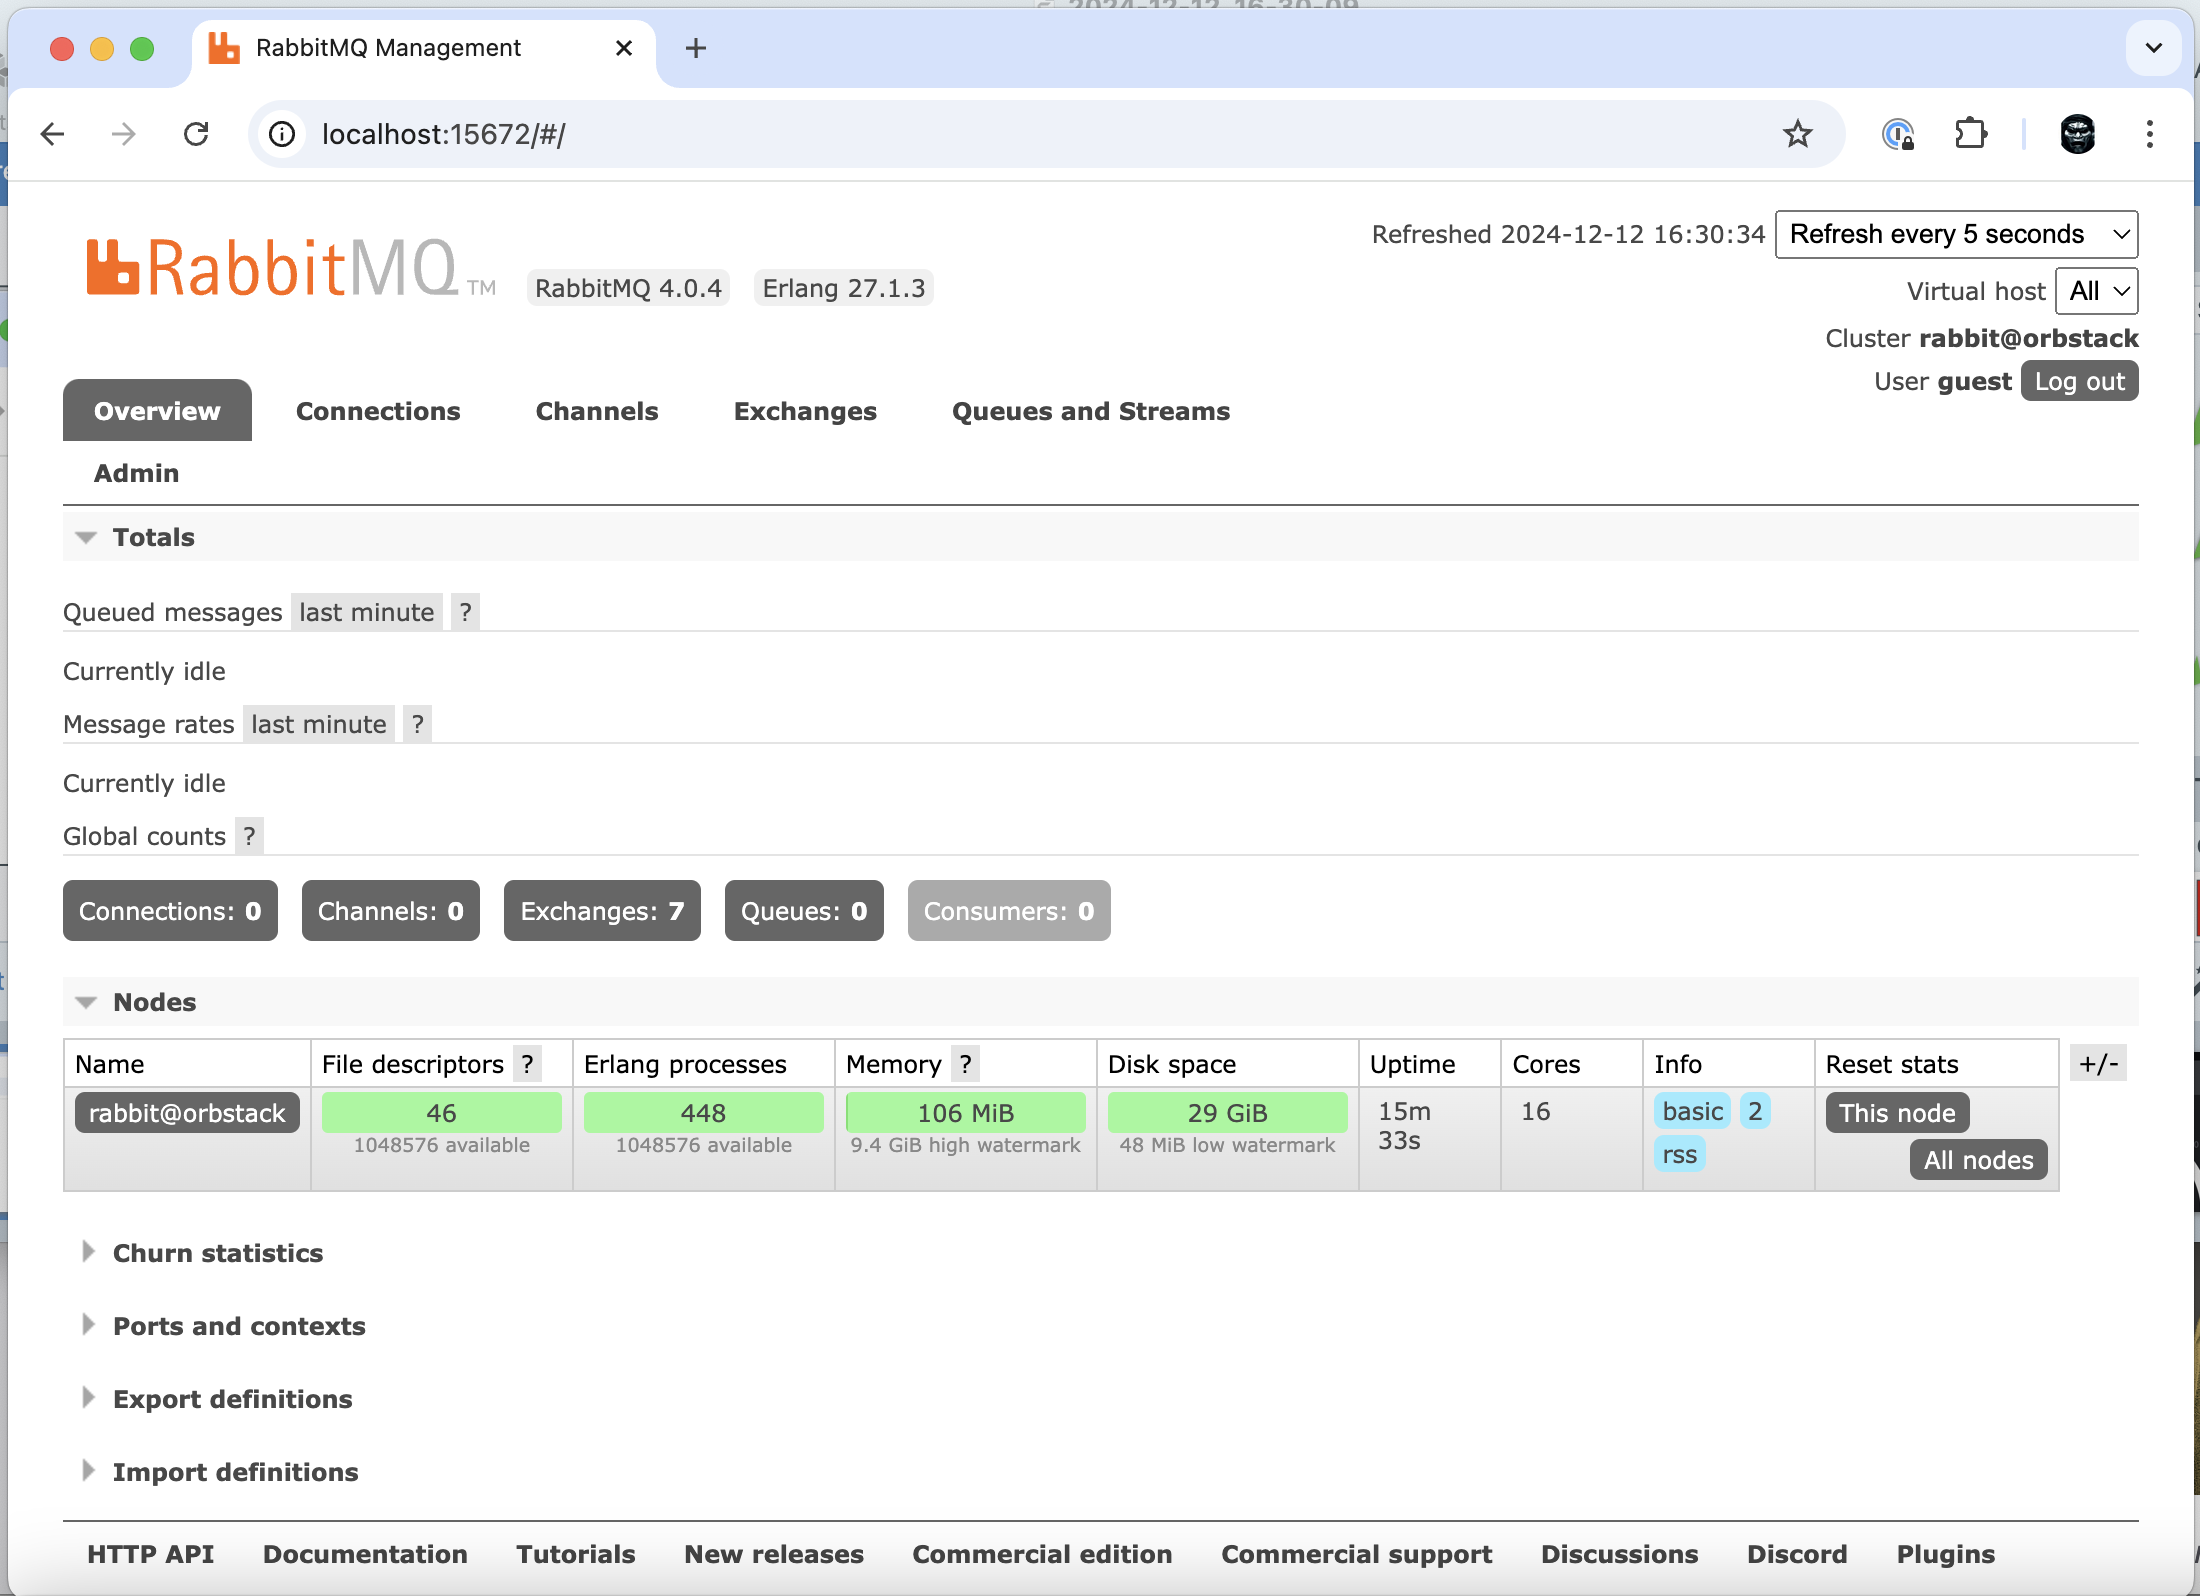 RabbitMQ Management
localhost:15672/#/
RabbitMQ TM
RabbitMQ 4.0.4 Erlang 27.1.3
Refreshed 2024-12-12 16:30:34 Refresh every 5 seconds
Virtual host All
Cluster rabbit@orbstack
User guest Log out
Overview Connections Channels Exchanges Queues and Streams
Admin
Totals
Queued messages last minute ?
Currently idle
Message rates last minute ?
Currently idle
Global counts ?
Connections: 0 Channels: 0 Exchanges: 7 Queues: 0 Consumers: 0
Nodes
Name File descriptors ? Erlang processes Memory ? Disk space Uptime Cores Info Reset stats +/-
rabbit@orbstack 46 448 106 MiB 29 GiB 15m 16 basic 2 This node
1048576 available 1048576 available 9.4 GiB high watermark 48 MiB low watermark 33s rss All nodes
Churn statistics
Ports and contexts
Export definitions
Import definitions
HTTP API Documentation Tutorials New releases Commercial edition Commercial support Discussions Discord Plugins